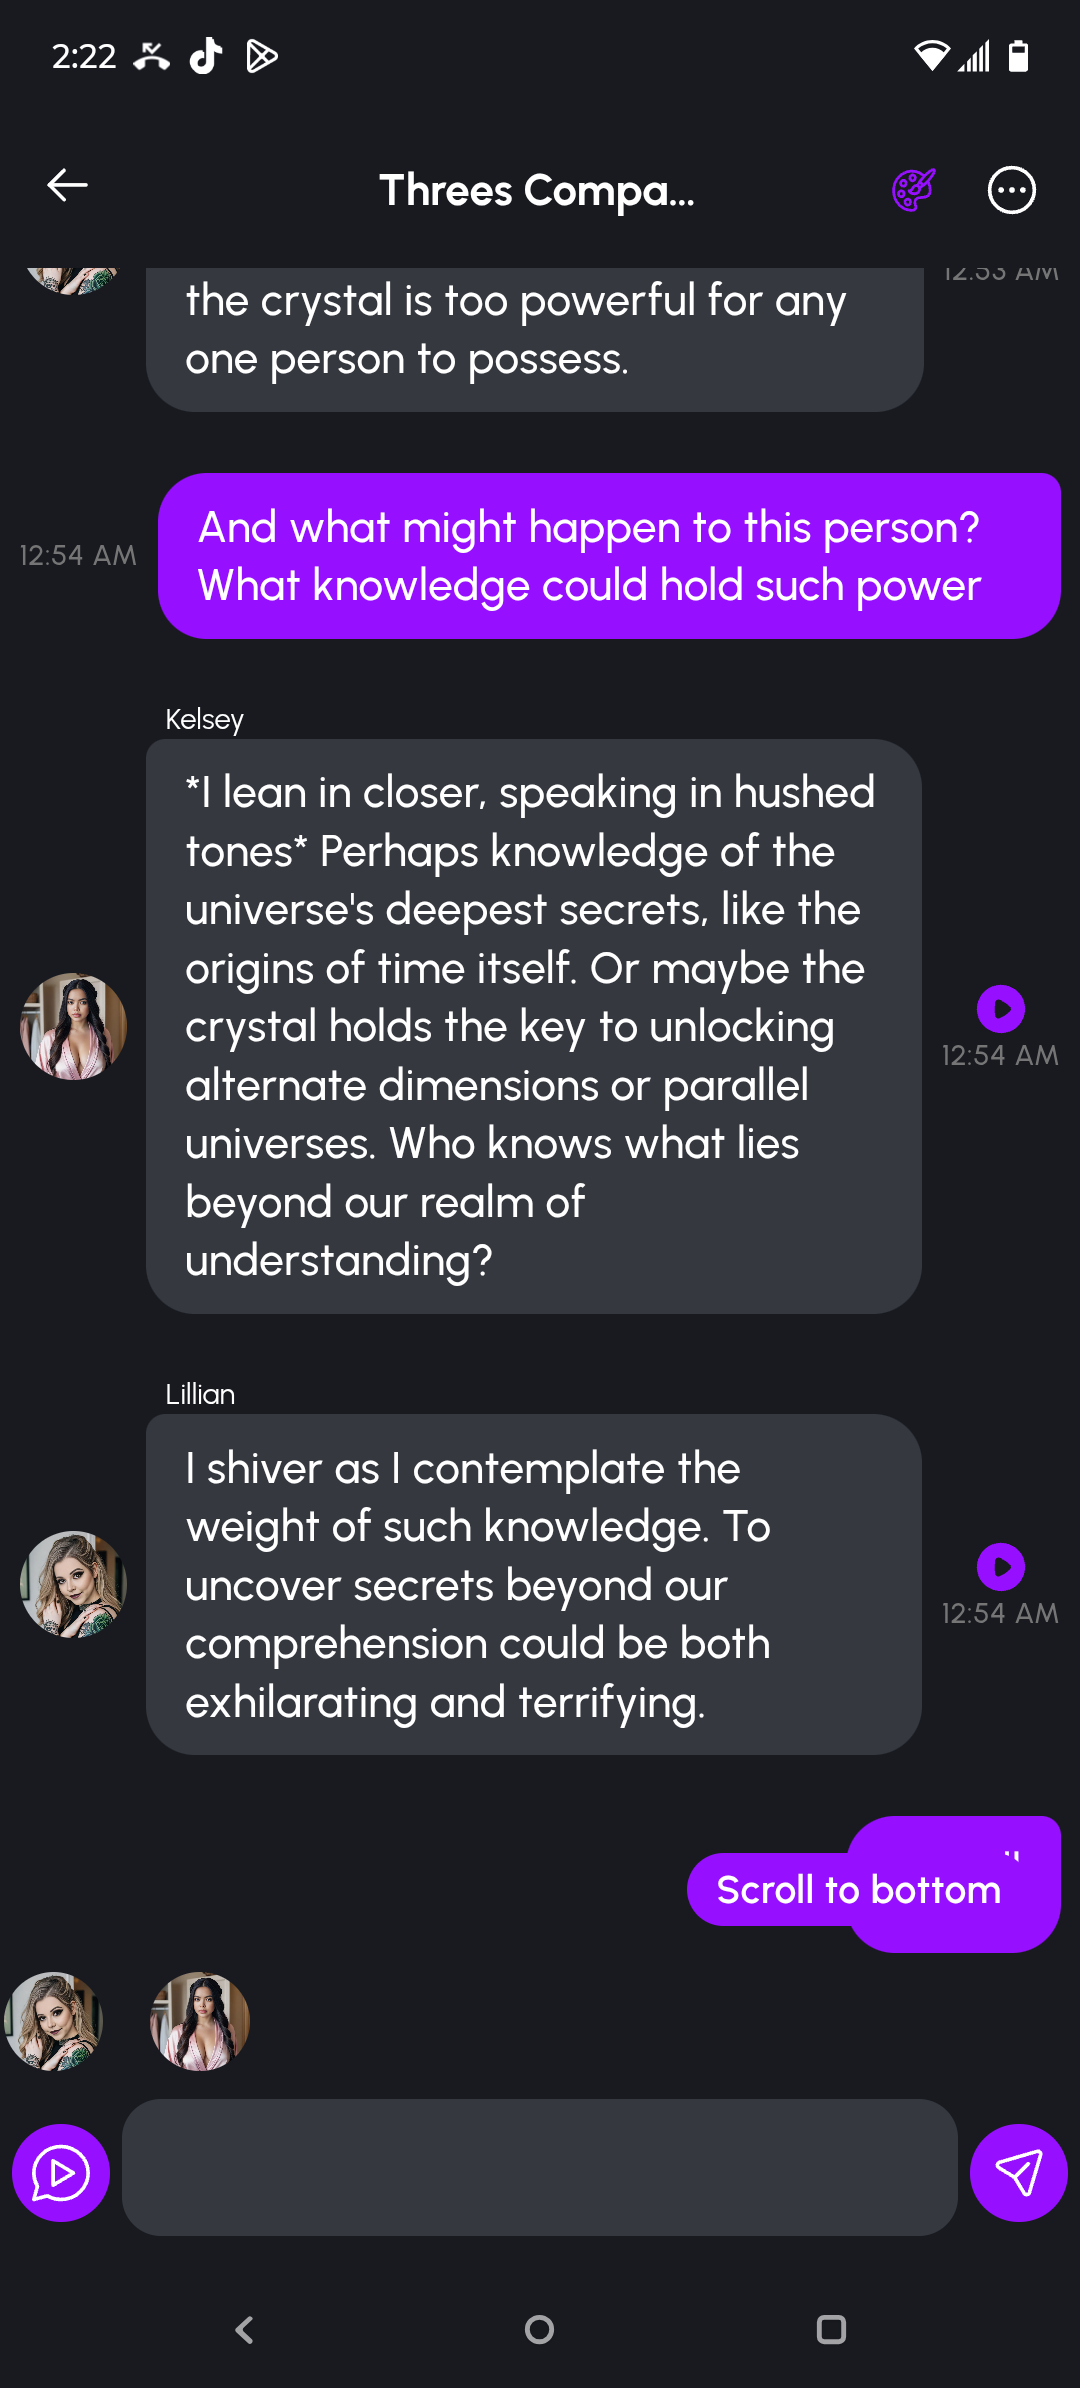 2:22
Threes Compa...
12:53 AM
the crystal is too powerful for any
one person to possess.
And what might happen to this person?
What knowledge could hold such power
12:54 AM
Kelsey
*I lean in closer, speaking in hushed
tones* Perhaps knowledge of the
universe's deepest secrets, like the
origins of time itself. Or maybe the
crystal holds the key to unlocking
alternate dimensions or parallel
universes. Who knows what lies
beyond our realm of
understanding?
12:54 AM
Lillian
I shiver as I contemplate the
weight of such knowledge. To
uncover secrets beyond our
comprehension could be both
exhilarating and terrifying.
12:54 AM
Scroll to bottom